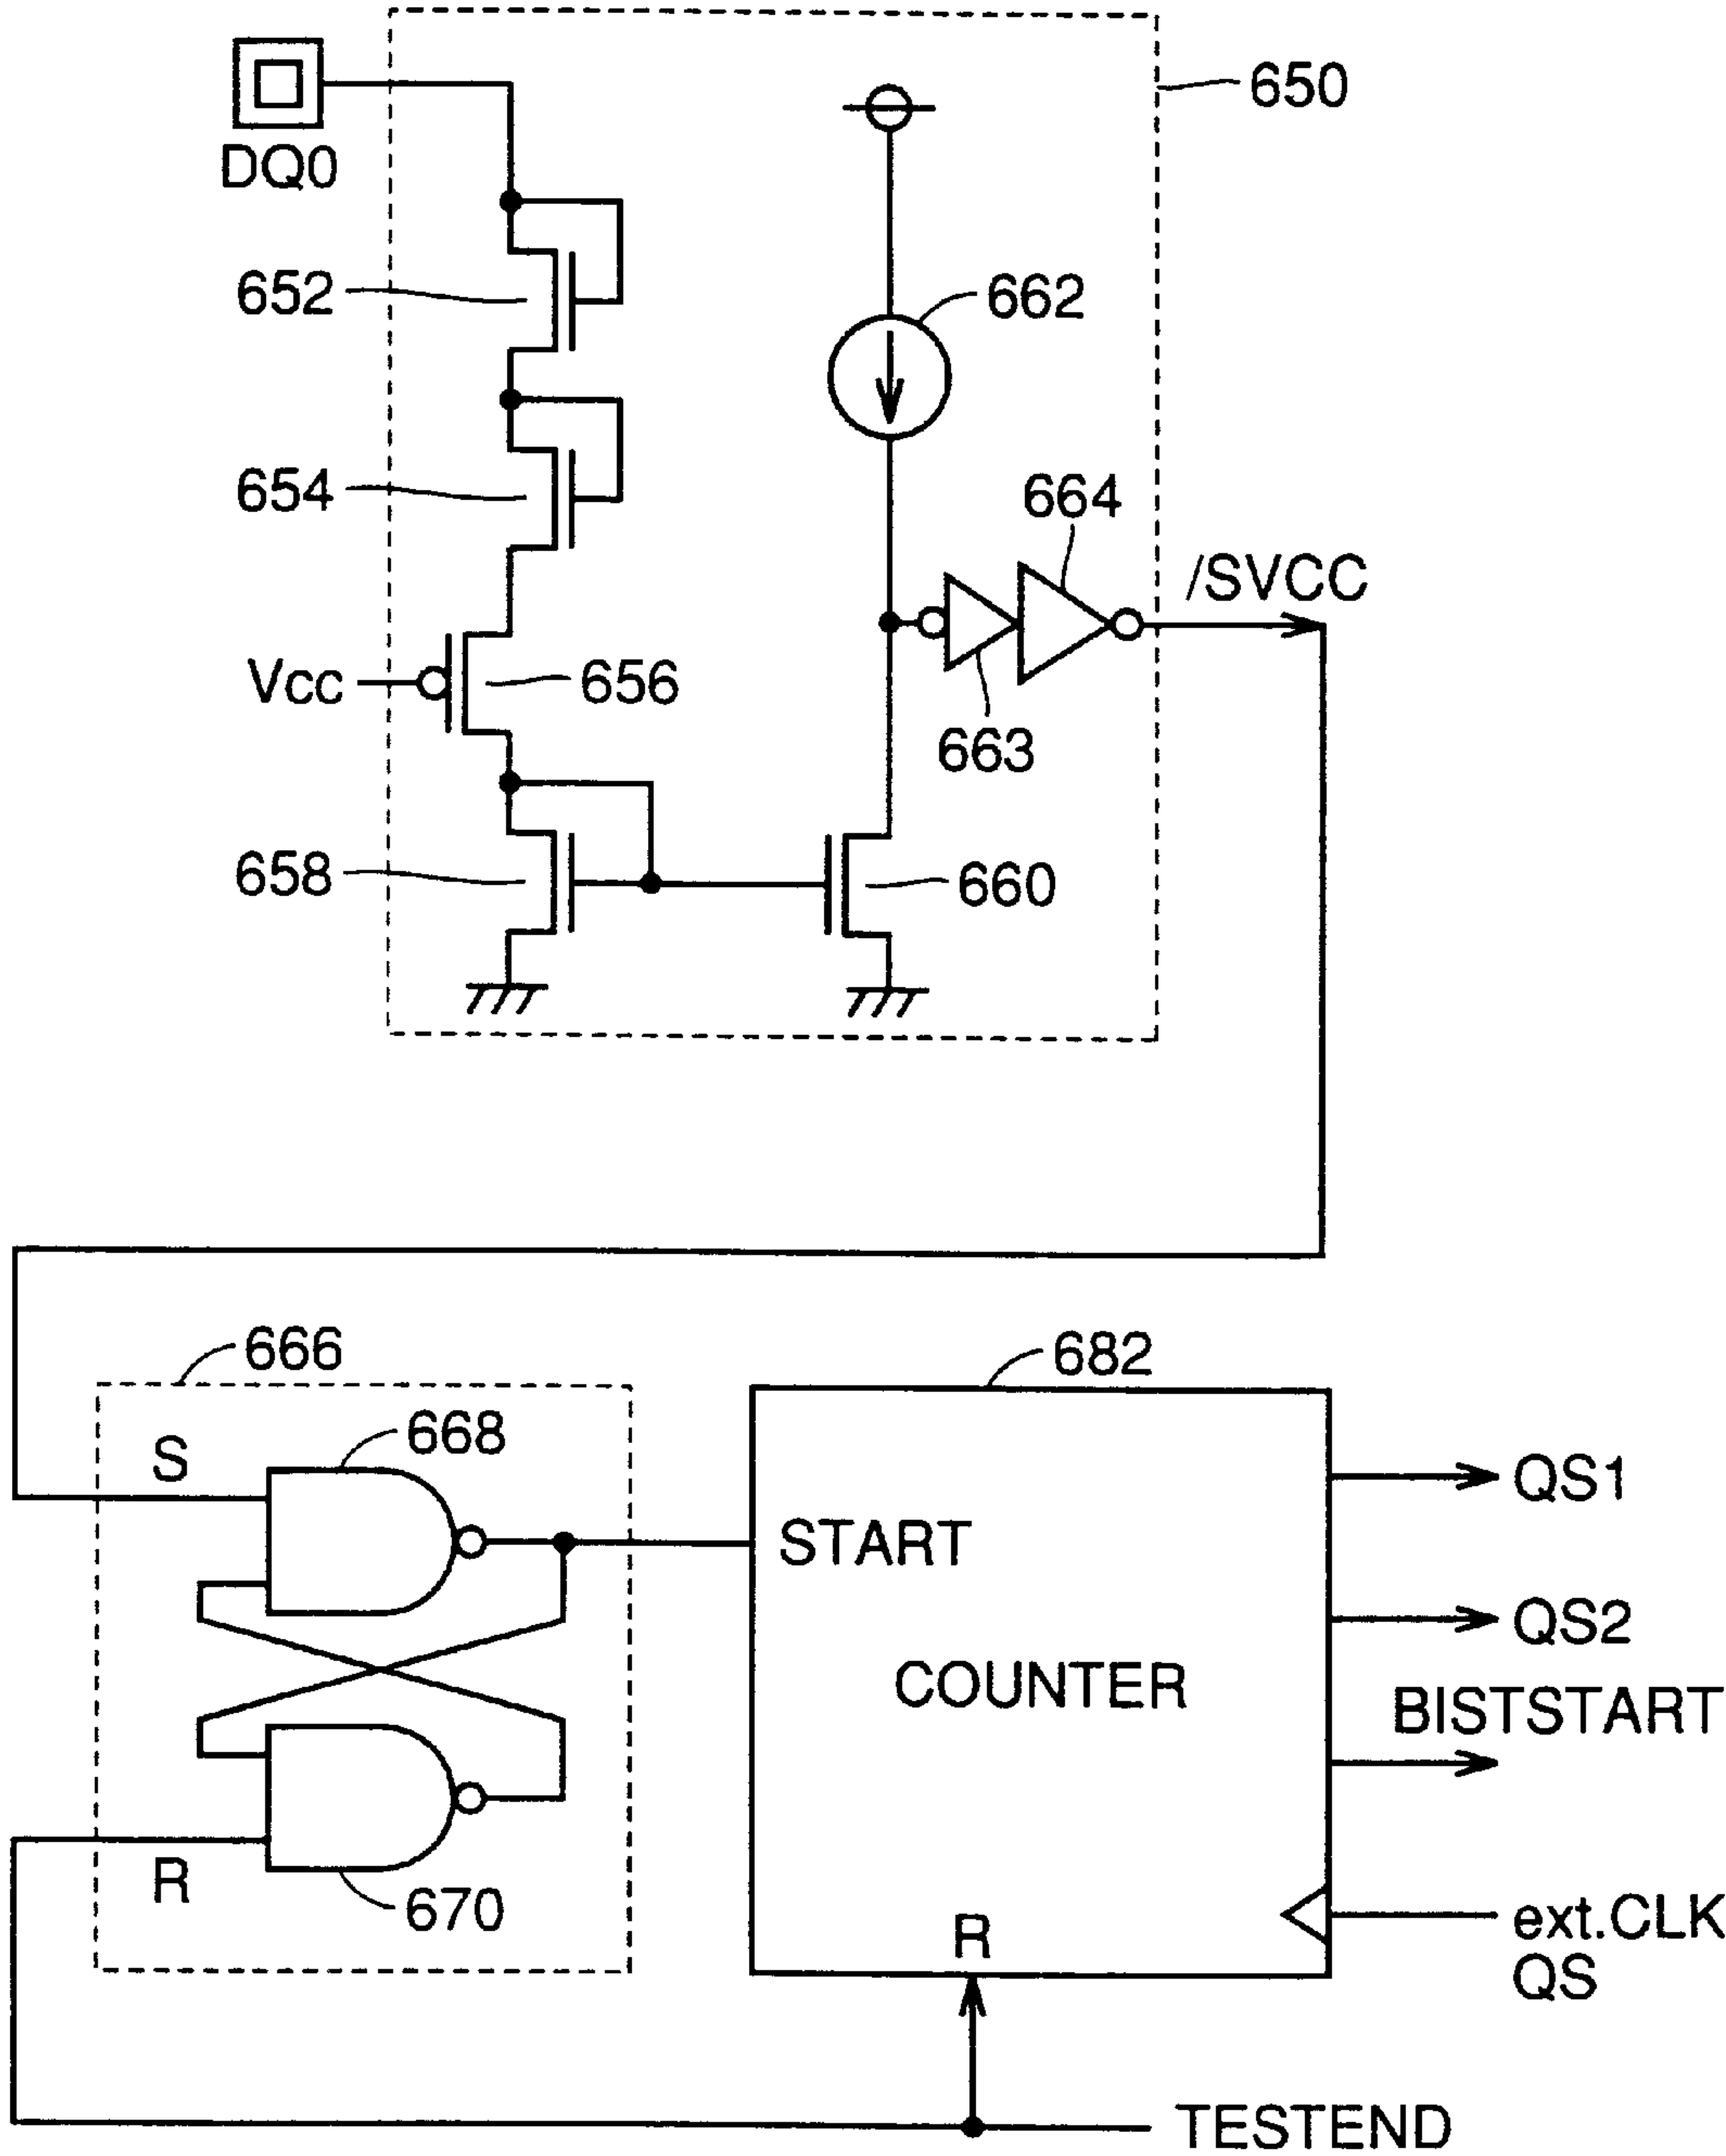 650
DQ0
652
662
654
664
/SVCC
Vcc
656
663
658
660
666
682
668
S
QS1
START
QS2
COUNTER
BISTSTART
R
670
R
ext.CLK
QS
TESTEND